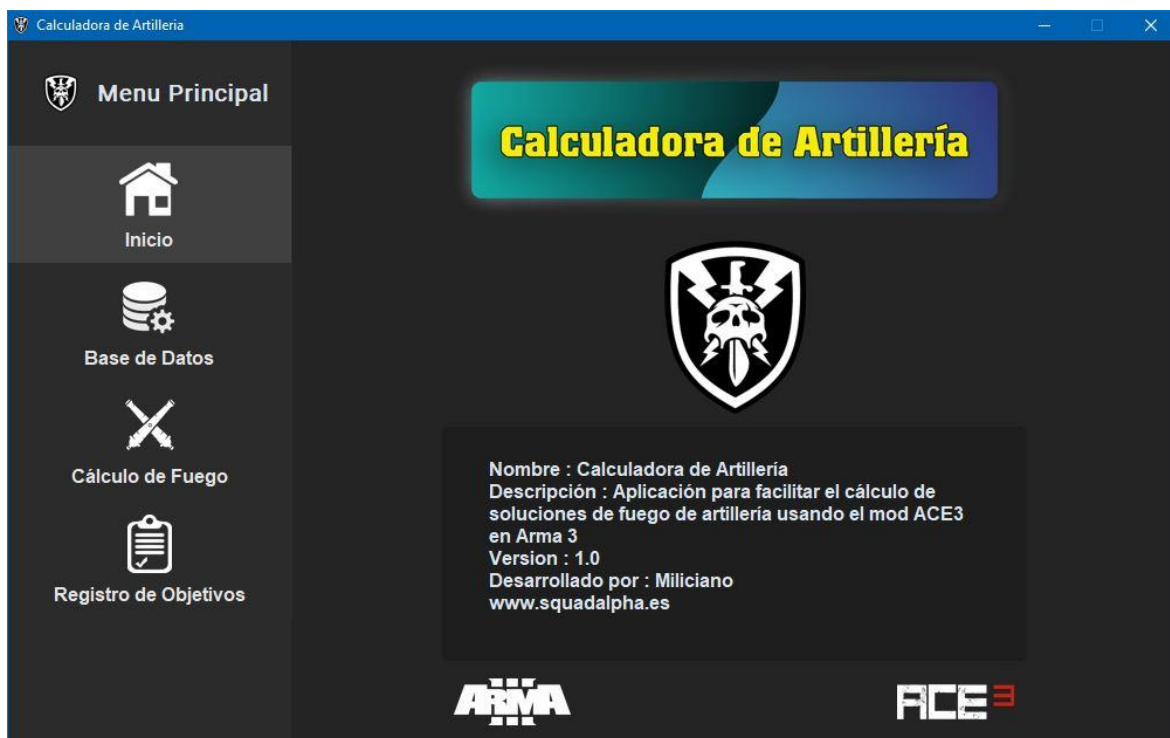 Calculadora de Artilleria
Menu Principal
Inicio
Base de Datos
Cálculo de Fuego
Registro de Objetivos
Calculadora de Artillería
Nombre : Calculadora de Artillería
Descripción : Aplicación para facilitar el cálculo de
soluciones de fuego de artillería usando el mod ACE3
en Arma 3
Version : 1.0
Desarrollado por : Miliciano
www.squadalpha.es
ARMA III
ACE3